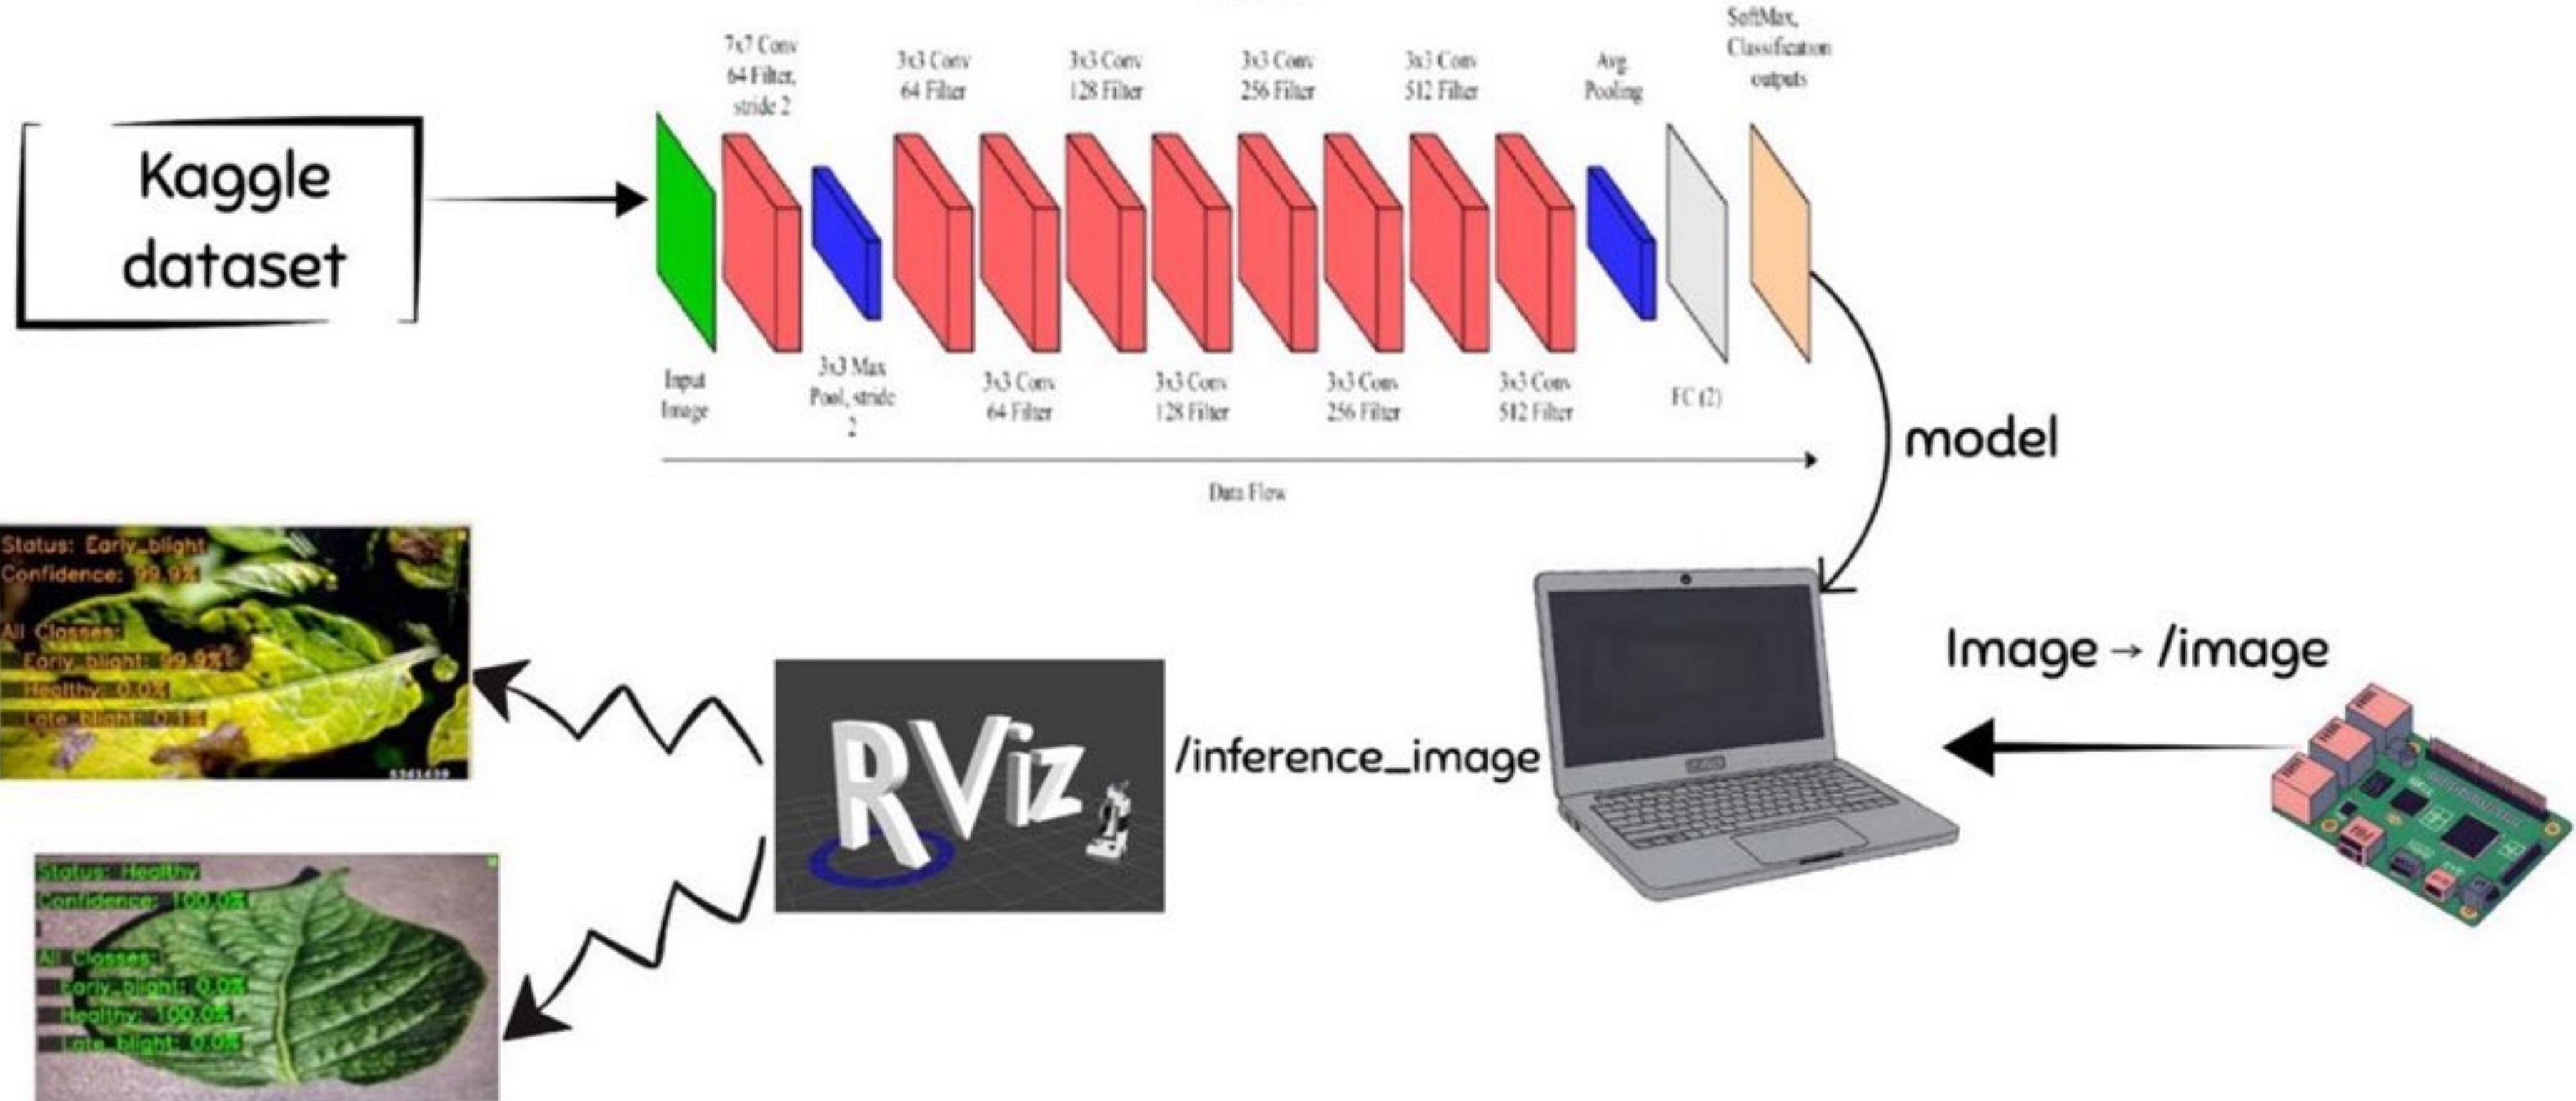 7x7 Conv
64 Filter,
stride 2
3x3 Conv
64 Filter
3x3 Conv
128 Filter
3x3 Conv
256 Filter
3x3 Conv
512 Filter
Avg.
Pooling
SoftMax,
Classification
outputs
Kaggle
dataset
Input
Image
3x3 Max
Pool, stride
2
3x3 Conv
64 Filter
3x3 Conv
128 Filter
3x3 Conv
256 Filter
3x3 Conv
512 Filter
FC (2)
Data Flow
model
Status: Early_blight
Confidence: 99.9%
All Classes:
Early_blight: 99.9%
Healthy: 0.0%
Late_blight: 0.1%
RViz
/inference_image
Image → /image
Status: Healthy
Confidence: 100.0%
All Classes:
Early_blight: 0.0%
Healthy: 100.0%
Late_blight: 0.0%